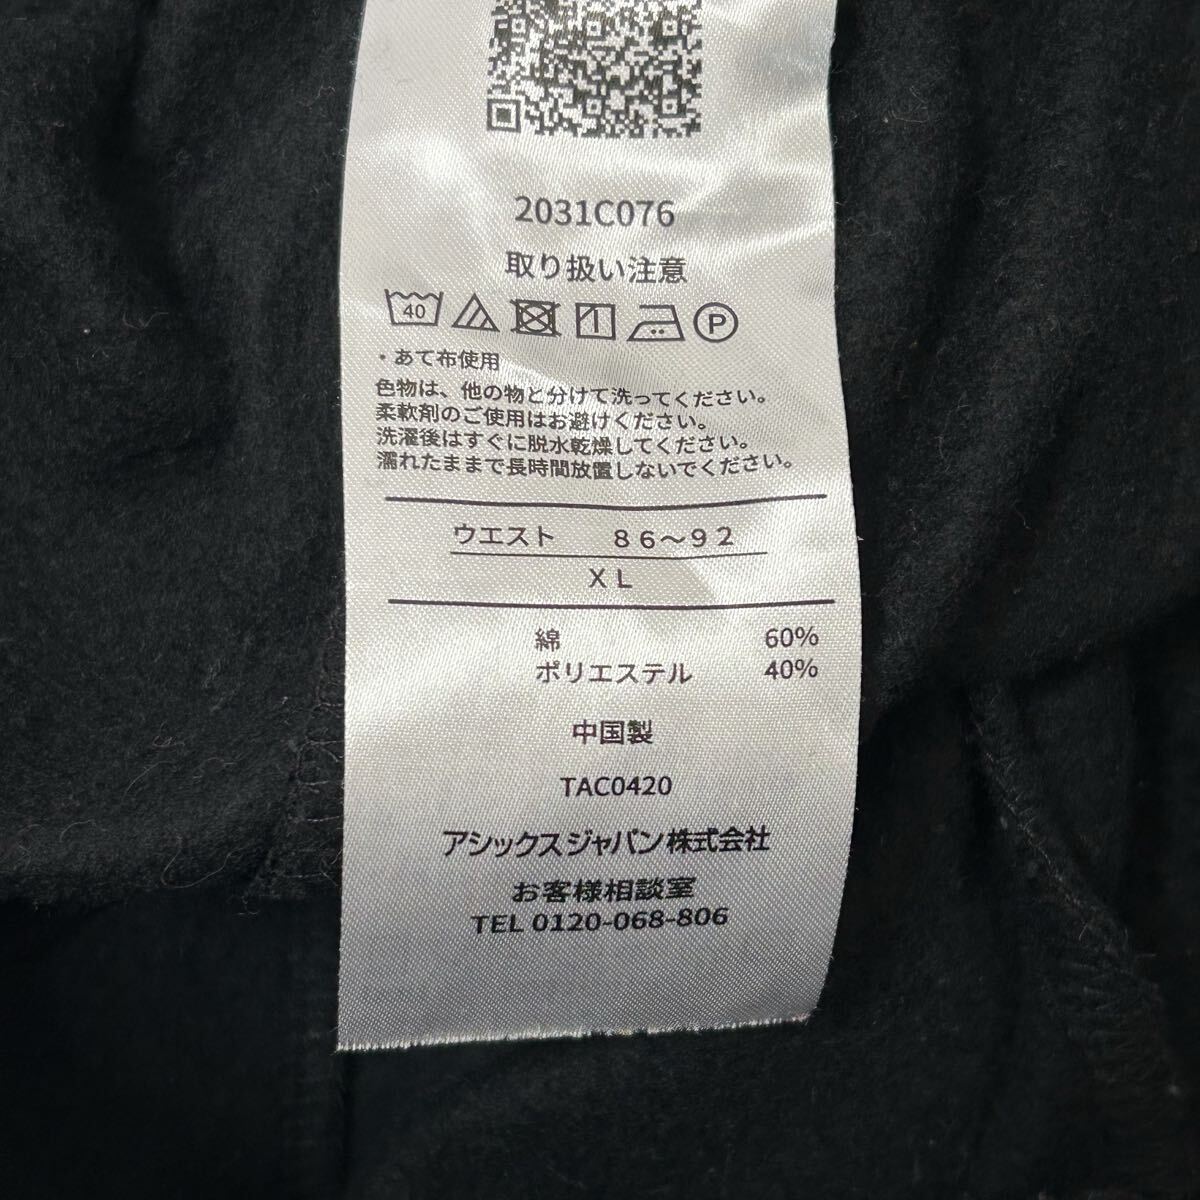 2031C076
取り扱い注意
40 P
・あて布使用
色物は、他の物と分けて洗ってください。
柔軟剤のご使用はお避けください。
洗濯後はすぐに脱水乾燥してください。
濡れたままで長時間放置しないでください。
ウエスト 86～92
XL
綿 60%
ポリエステル 40%
中国製
TAC0420
アシックスジャパン株式会社
お客様相談室
TEL 0120-068-806